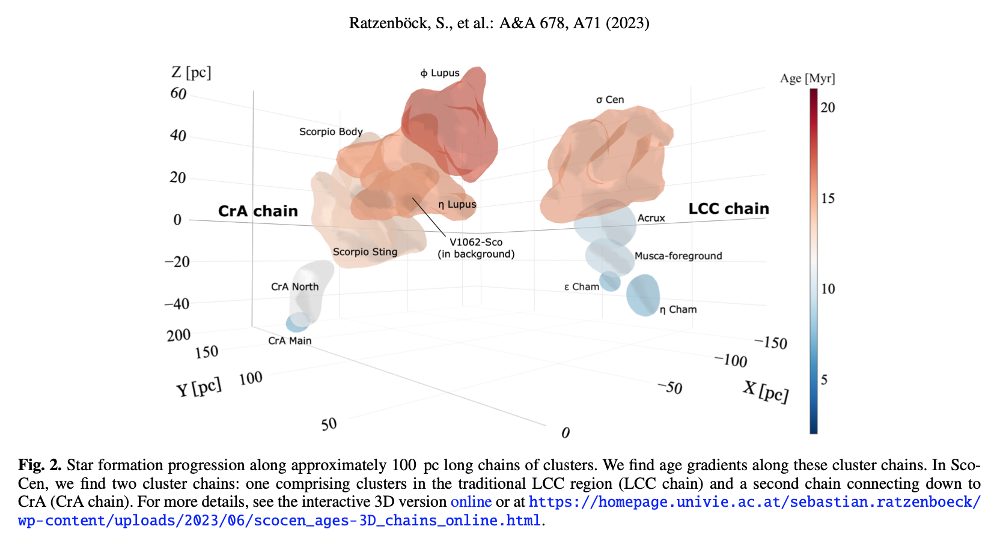 Ratzenböck, S., et al.: A&A 678, A71 (2023)
Z [pc]
60
40
20
0
−20
−40
200
150
100
50
0
Y [pc]
−50
−100
−150
X [pc]
ϕ Lupus
Scorpio Body
σ Cen
CrA chain
η Lupus
LCC chain
Acrux
V1062-Sco
(in background)
Scorpio Sting
Musca-foreground
CrA North
ε Cham
η Cham
CrA Main
Age [Myr]
20
15
10
5
Fig. 2. Star formation progression along approximately 100 pc long chains of clusters. We find age gradients along these cluster chains. In Sco-
Cen, we find two cluster chains: one comprising clusters in the traditional LCC region (LCC chain) and a second chain connecting down to
CrA (CrA chain). For more details, see the interactive 3D version online or at https://homepage.univie.ac.at/sebastian.ratzenboeck/
wp-content/uploads/2023/06/scocen_ages-3D_chains_online.html.